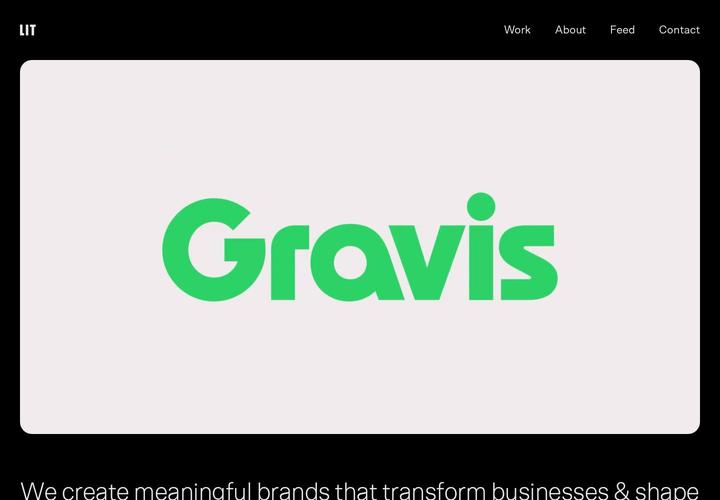 LIT
Work About Feed Contact
Gravis
We create meaningful brands that transform businesses & shape